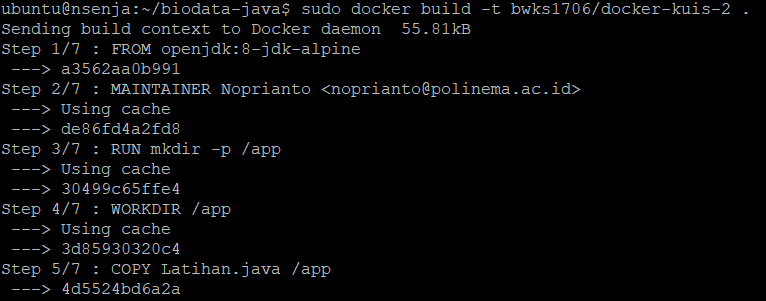 ubuntu@nsenja:~/biodata-java$ sudo docker build -t bwks1706/docker-kuis-2 .
Sending build context to Docker daemon  55.81kB
Step 1/7 : FROM openjdk:8-jdk-alpine
 ---> a3562aa0b991
Step 2/7 : MAINTAINER Noprianto <noprianto@polinema.ac.id>
 ---> Using cache
 ---> de86fd4a2fd8
Step 3/7 : RUN mkdir -p /app
 ---> Using cache
 ---> 30499c65ffe4
Step 4/7 : WORKDIR /app
 ---> Using cache
 ---> 3d85930320c4
Step 5/7 : COPY Latihan.java /app
 ---> 4d5524bd6a2a